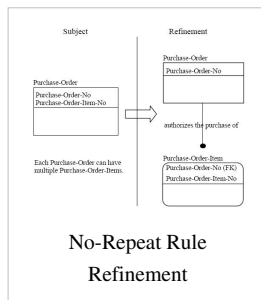 Subject
Refinement
Purchase-Order
Purchase-Order-No
Purchase-Order-Item-No
Each Purchase-Order can have
multiple Purchase-Order-Items.
Purchase-Order
Purchase-Order-No
authorizes the purchase of
Purchase-Order-Item
Purchase-Order-No (FK)
Purchase-Order-Item-No
No-Repeat Rule
Refinement